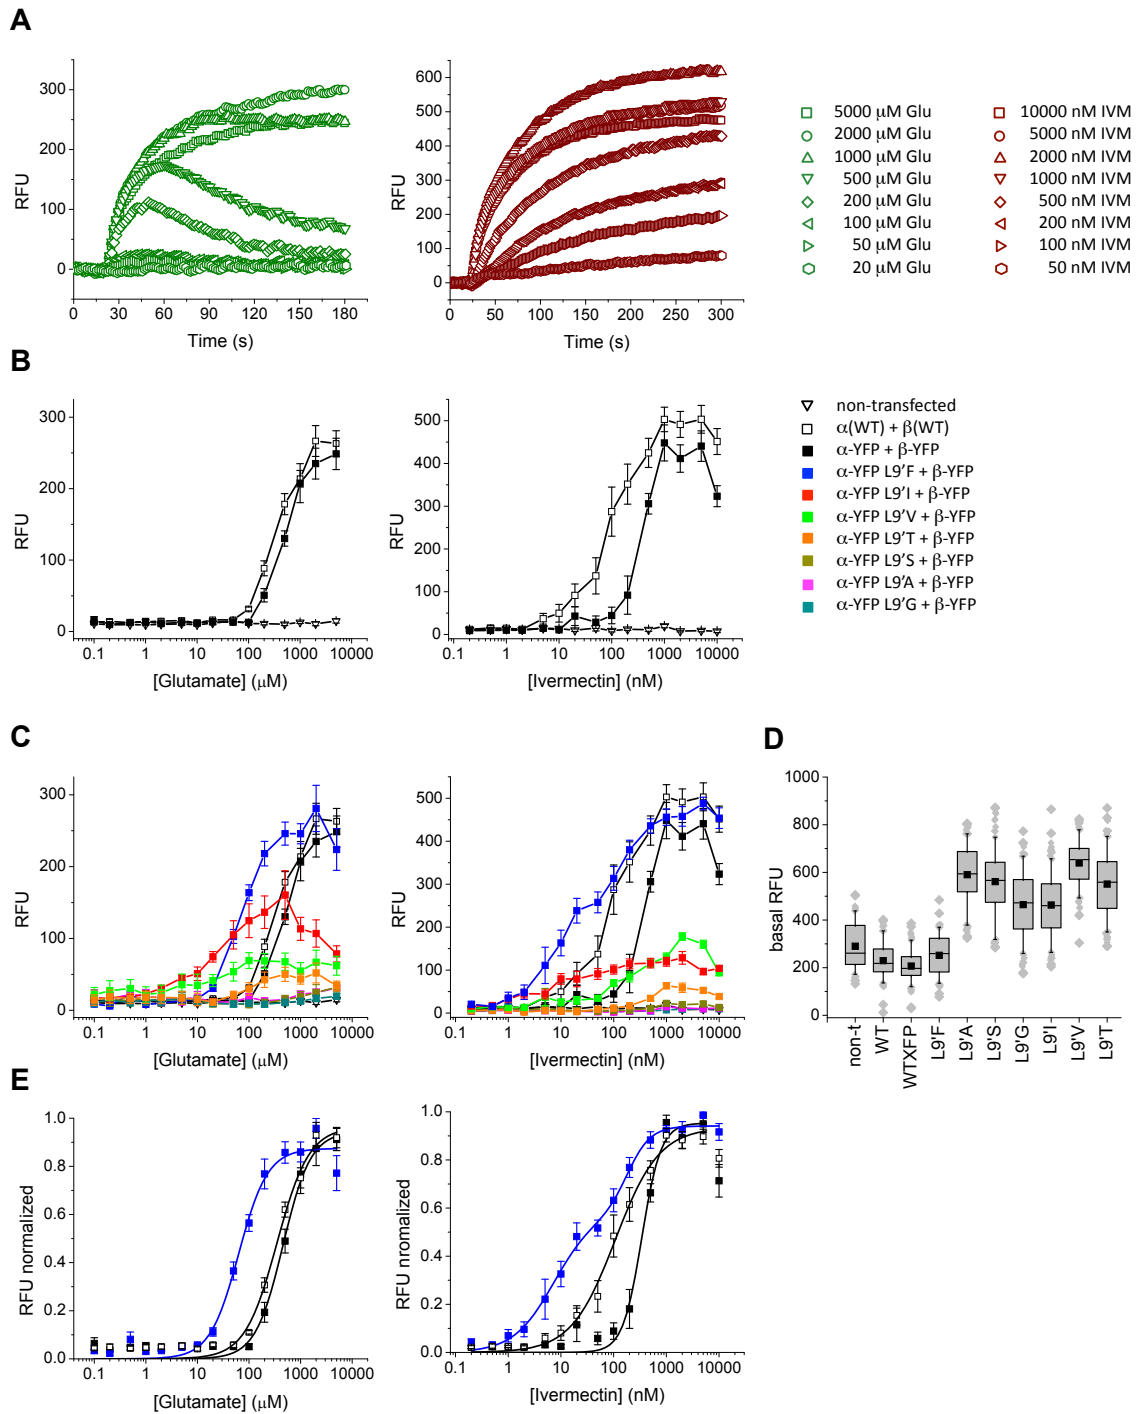 A
RFU
300
200
100
0
0
30
60
90
120
150
180
Time (s)
RFU
600
500
400
300
200
100
0
0
50
100
150
200
250
300
Time (s)
5000 μM Glu
2000 μM Glu
1000 μM Glu
500 μM Glu
200 μM Glu
100 μM Glu
50 μM Glu
20 μM Glu
10000 nM IVM
5000 nM IVM
2000 nM IVM
1000 nM IVM
500 nM IVM
200 nM IVM
100 nM IVM
50 nM IVM
B
RFU
300
200
100
0
0.1
1
10
100
1000
10000
[Glutamate] (μM)
RFU
500
400
300
200
100
0
1
10
100
1000
10000
[Ivermectin] (nM)
non-transfected
α(WT) + β(WT)
α-YFP + β-YFP
α-YFP L9'F + β-YFP
α-YFP L9'I + β-YFP
α-YFP L9'V + β-YFP
α-YFP L9'T + β-YFP
α-YFP L9'S + β-YFP
α-YFP L9'A + β-YFP
α-YFP L9'G + β-YFP
C
RFU
300
200
100
0
0.1
1
10
100
1000
10000
[Glutamate] (μM)
RFU
500
400
300
200
100
0
1
10
100
1000
10000
[Ivermectin] (nM)
D
basal RFU
1000
800
600
400
200
0
non-t
WT
WTXFP
L9'F
L9'A
L9'S
L9'G
L9'I
L9'V
L9'T
E
RFU normalized
1.0
0.8
0.6
0.4
0.2
0.0
0.1
1
10
100
1000
10000
[Glutamate] (μM)
RFU nromalized
1.0
0.8
0.6
0.4
0.2
0.0
1
10
100
1000
10000
[Ivermectin] (nM)